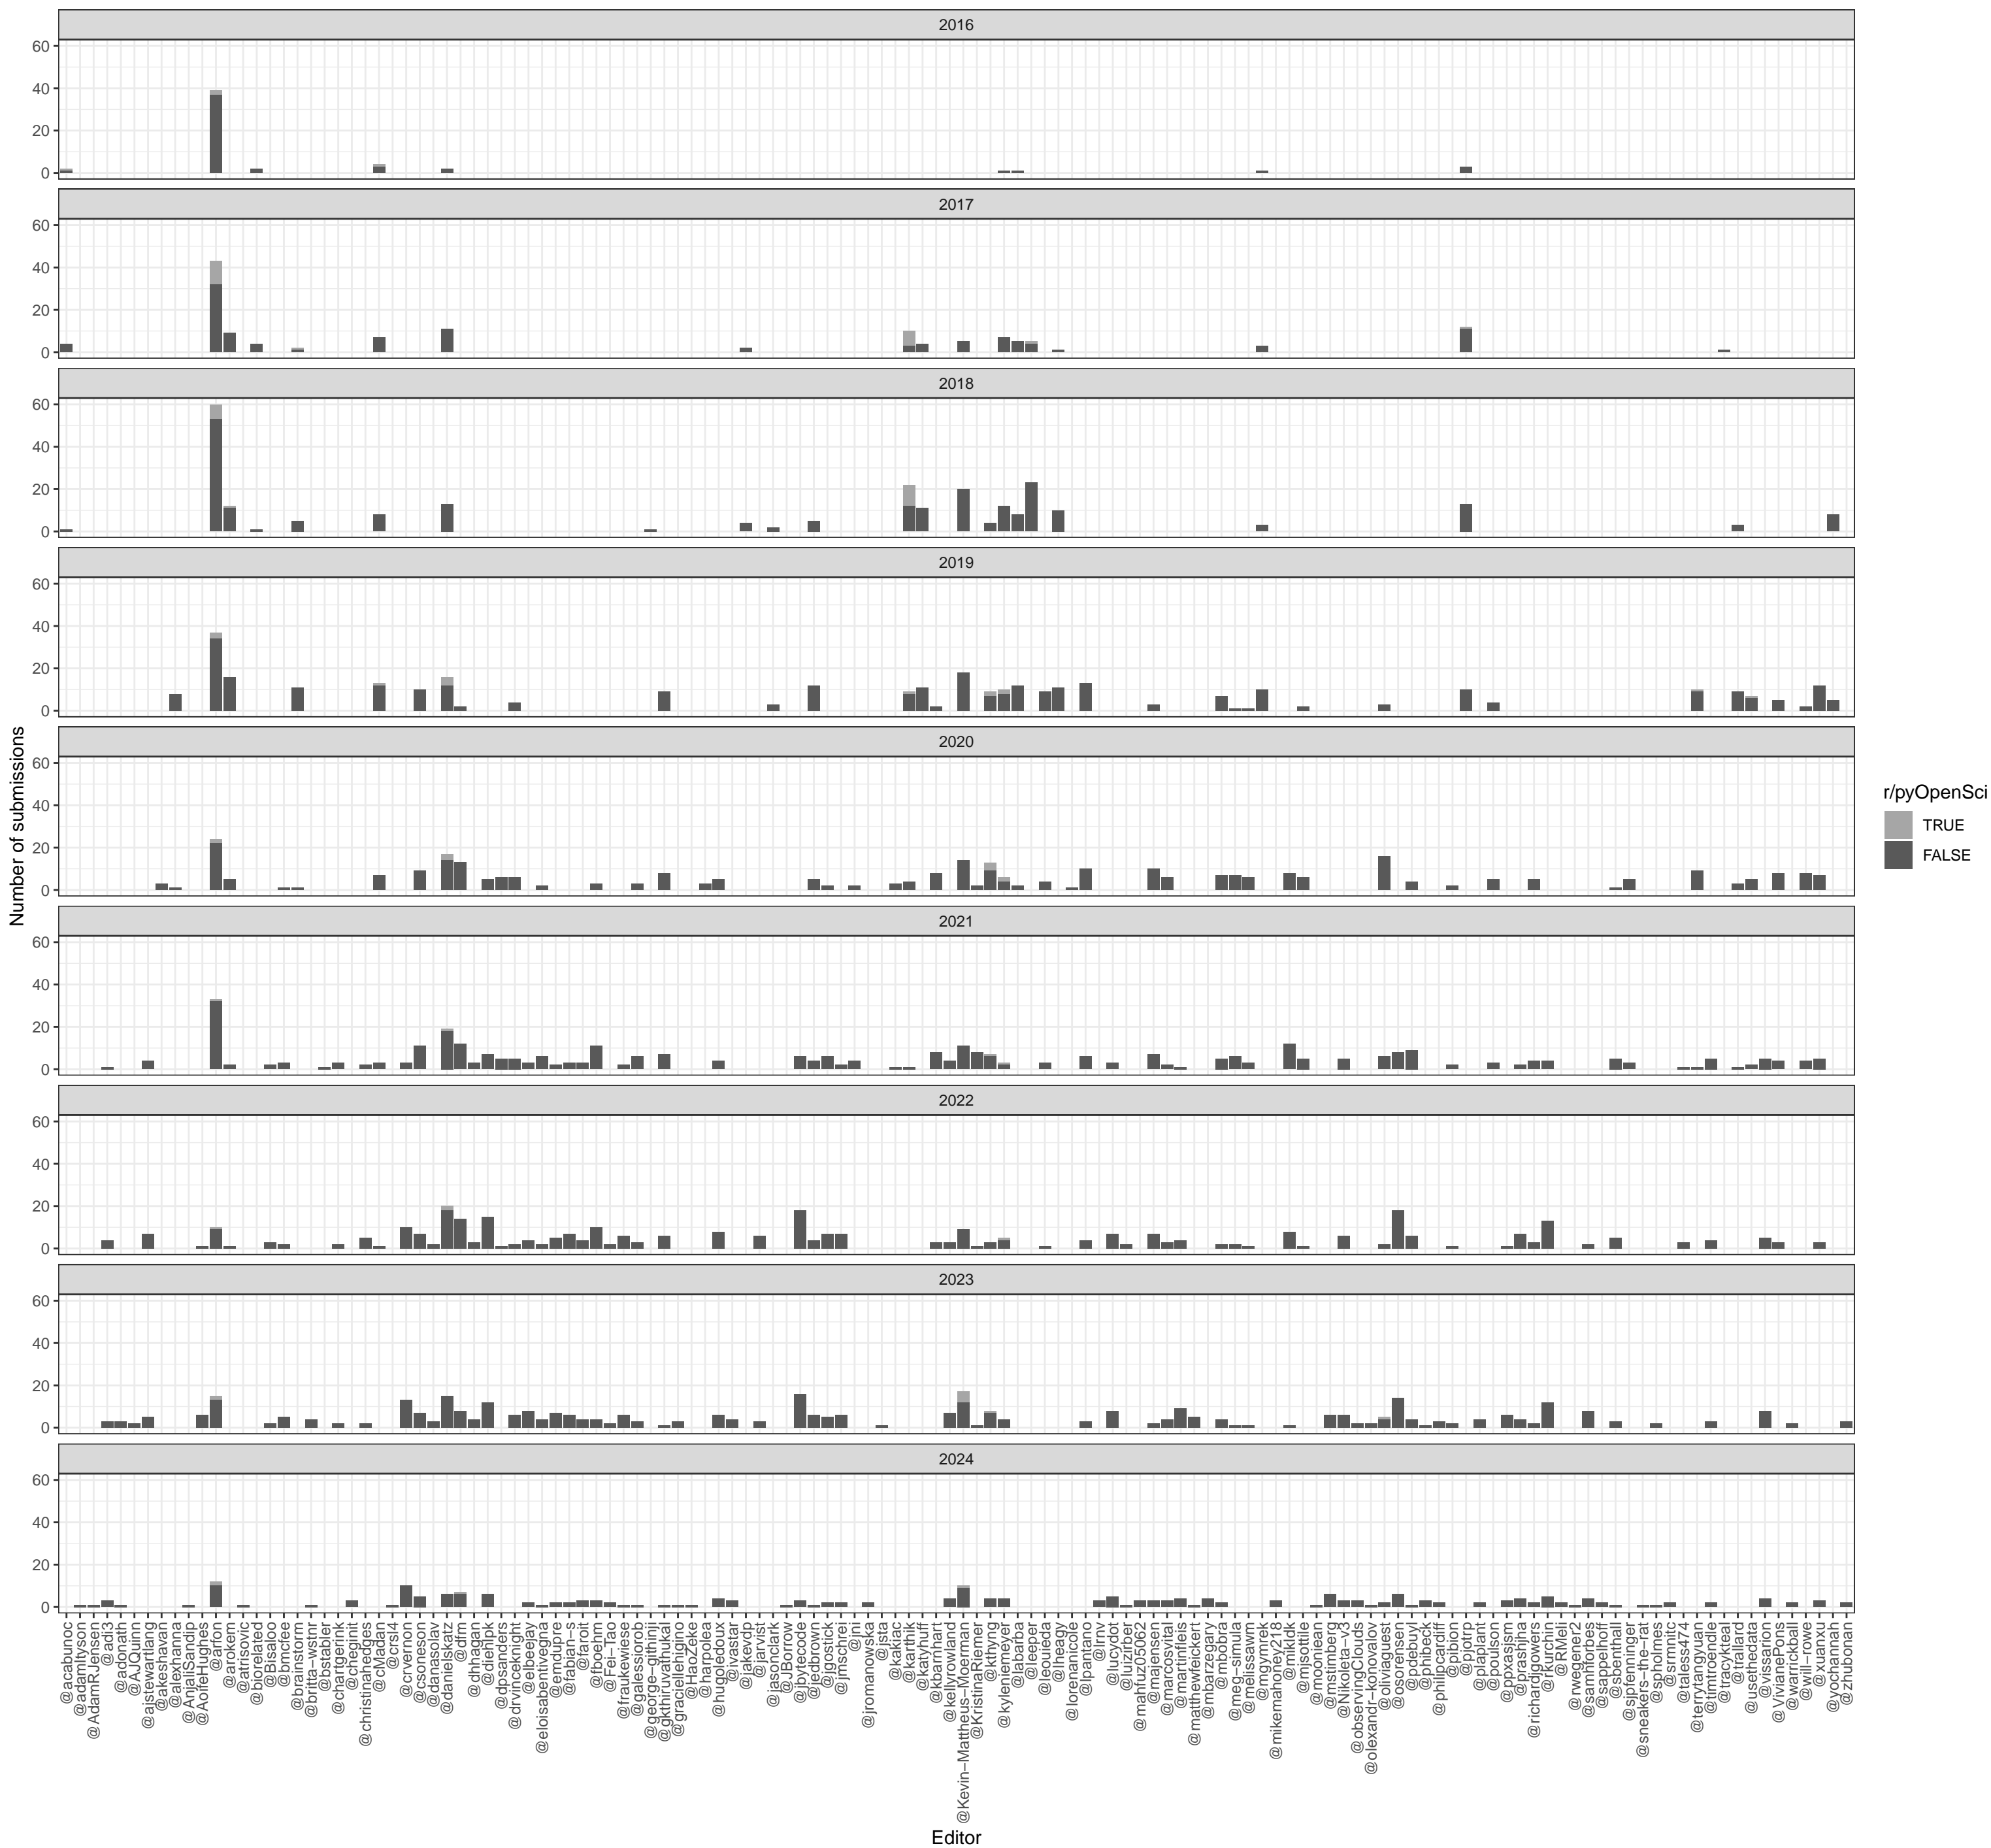 2016
60
40
20
0
2017
60
40
20
0
2018
60
40
20
0
2019
60
40
20
0
2020
60
40
20
0
2021
60
40
20
0
2022
60
40
20
0
2023
60
40
20
0
2024
60
40
20
0
Number of submissions
@acabunoc
@adamltyson
@AdamRJensen
@adi3
@adonath
@AJQuinn
@ajstewartlang
@akeshavan
@alexhanna
@AnjaliSandip
@AoifeHughes
@arfon
@arokem
@atrisovic
@biorelated
@Bisaloo
@bmcfee
@brainstorm
@britta-wstnr
@bstabler
@chartgerink
@cheginit
@christinahedges
@cMadan
@crsl4
@crvernon
@csoneson
@danasolav
@danielskatz
@dfm
@dhhagan
@diehlpk
@dpsanders
@drvinceknight
@elbeejay
@eloisabentivegna
@emdupre
@fabian-s
@faroit
@fboehm
@Fei-Tao
@fraukewiese
@galessiorob
@george-githinji
@gkthiruvathukal
@graciellehigino
@HaoZeke
@harpolea
@hugoledoux
@ivastar
@jakevdp
@jarvist
@jasonclark
@JBorrow
@jbytecode
@jedbrown
@jgostick
@jmschrei
@jni
@jromanowska
@jsta
@kakiac
@karthik
@katyhuff
@kbarnhart
@kellyrowland
@Kevin-Mattheus-Moerman
@KristinaRiemer
@kthyng
@kyleniemeyer
@labarba
@leeper
@leouieda
@lheagy
@lorenanicole
@lpantano
@lrnv
@lucydot
@luizirber
@mahfuz05062
@majensen
@marcosvital
@martinfleis
@matthewfeickert
@mbarzegary
@mbobra
@meg-simula
@melissawm
@mgymrek
@mikemahoney218
@mikldk
@mjsottile
@mooniean
@mstimberg
@Nikoleta-v3
@observingClouds
@olexandr-konovalov
@oliviaguest
@osorensen
@pdebuyl
@phibeck
@philipcardiff
@pibion
@pjotrp
@plaplant
@poulson
@ppxasjsm
@prashjha
@richardjgowers
@rkurchin
@RMeli
@rwegener2
@samhforbes
@sappelhoff
@sbenthall
@sjpfenninger
@sneakers-the-rat
@spholmes
@srmnitc
@taless474
@terrytangyuan
@timtroendle
@tracykteal
@trallard
@usethedata
@vissarion
@VivianePons
@warrickball
@will-rowe
@xuanxu
@yochannah
@zhubonan
Editor
r/pyOpenSci
TRUE
FALSE